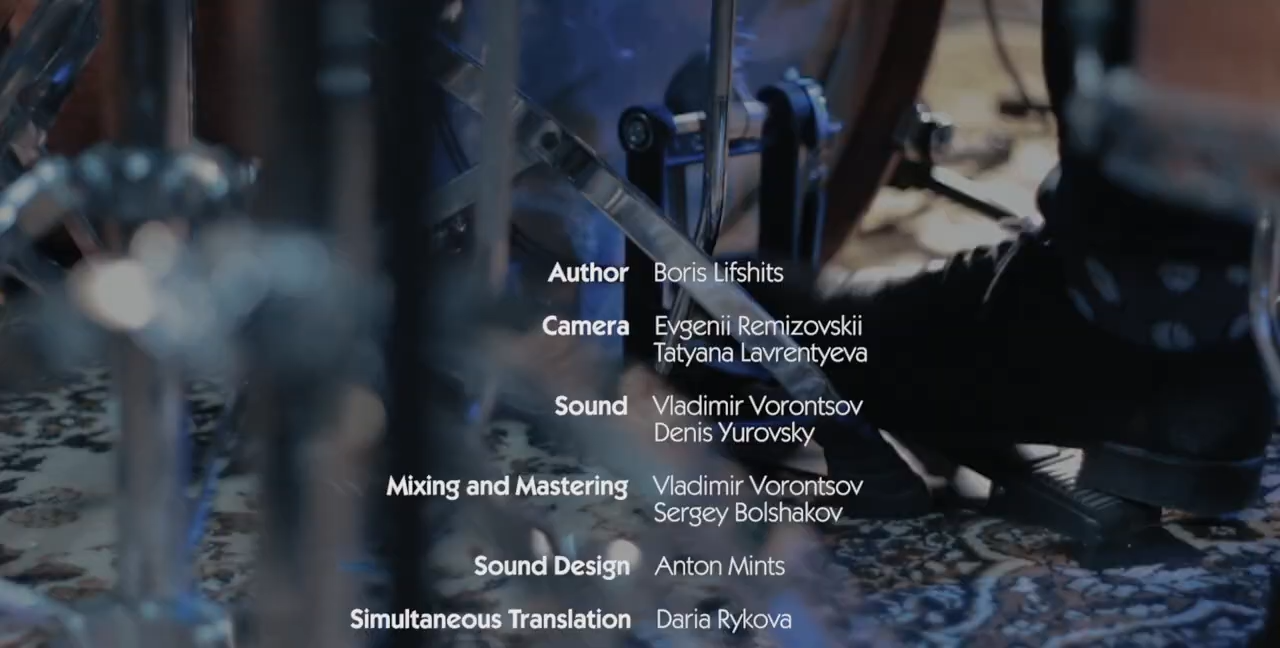 Author Boris Lifshits
Camera Evgenii Remizovskii
Tatyana Lavrentyeva
Sound Vladimir Vorontsov
Denis Yurovsky
Mixing and Mastering Vladimir Vorontsov
Sergey Bolshakov
Sound Design Anton Mints
Simultaneous Translation Daria Rykova